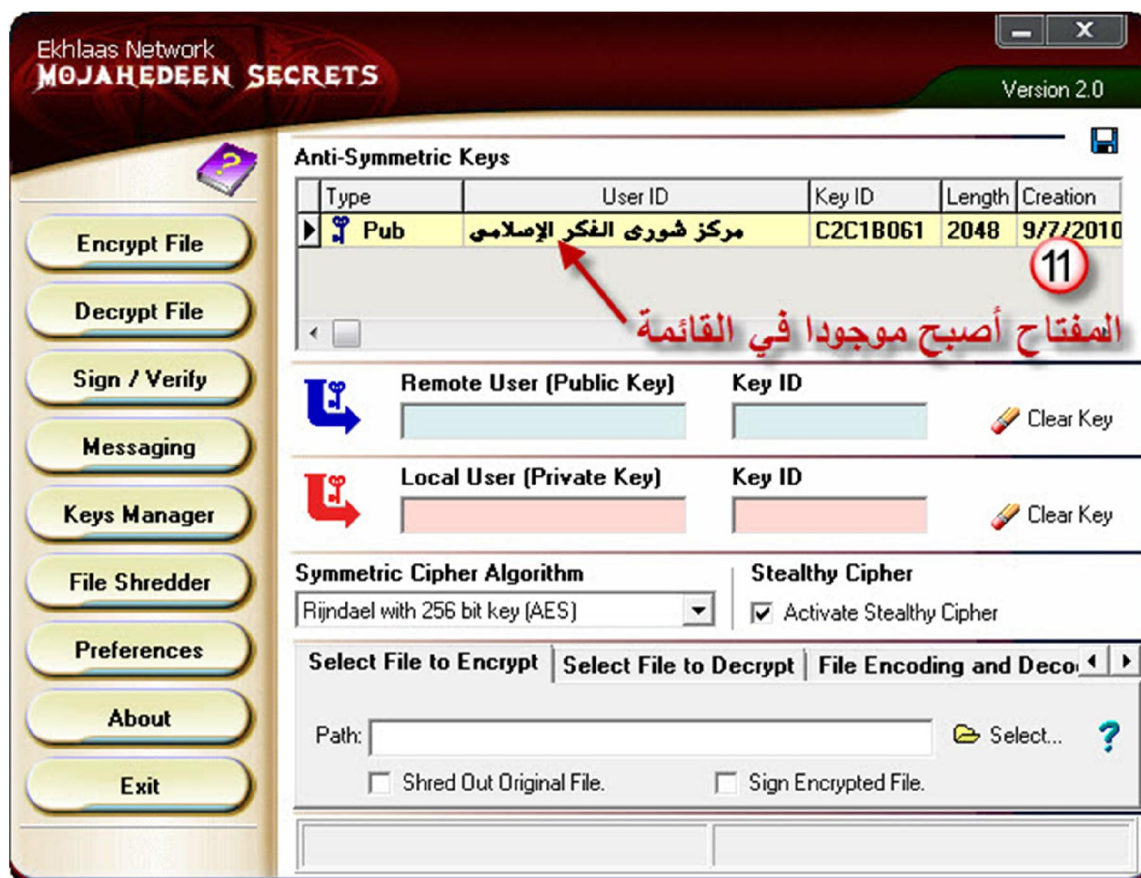 Ekhlaas Network
MOJAHEDEEN SECRETS
Version 2.0
Anti-Symmetric Keys
Type User ID Key ID Length Creation
Pub مركز شورى الفكر الإسلامي C2C1B061 2048 9/7/2010
11
المفتاح أصبح موجودا في القائمة
Encrypt File
Decrypt File
Sign / Verify
Messaging
Keys Manager
File Shredder
Preferences
About
Exit
Remote User (Public Key) Key ID
Clear Key
Local User (Private Key) Key ID
Clear Key
Symmetric Cipher Algorithm Stealthy Cipher
Rijndael with 256 bit key (AES) Activate Stealthy Cipher
Select File to Encrypt Select File to Decrypt File Encoding and Deco
Path: Select... ?
Shred Out Original File. Sign Encrypted File.